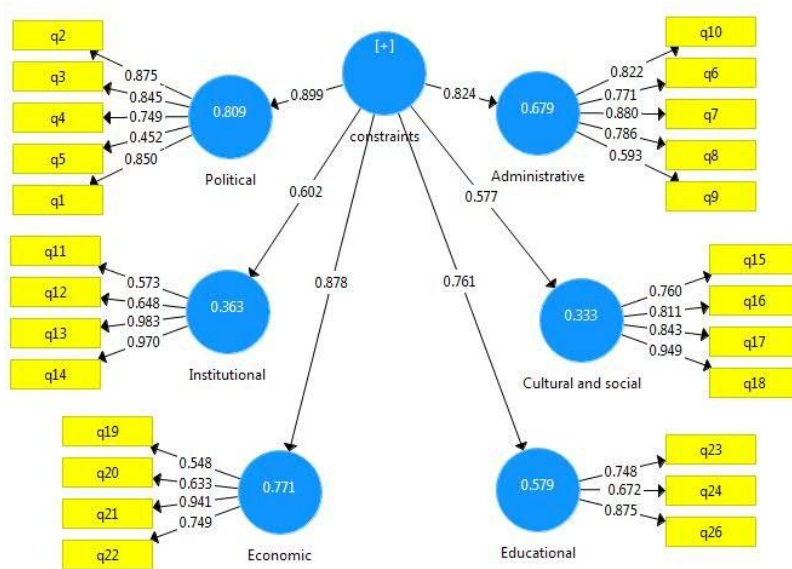 q2
q3
q4
q5
q1
0.875
0.845
0.749
0.452
0.850
0.809
Political
0.899
[+]
constraints
0.824
0.679
Administrative
0.822
0.771
0.880
0.786
0.593
q10
q6
q7
q8
q9
0.602
0.878
0.761
0.577
q11
q12
q13
q14
0.573
0.648
0.983
0.970
0.363
Institutional
0.333
Cultural and social
0.760
0.811
0.843
0.949
q15
q16
q17
q18
q19
q20
q21
q22
0.548
0.633
0.941
0.749
0.771
Economic
0.579
Educational
0.748
0.672
0.875
q23
q24
q26